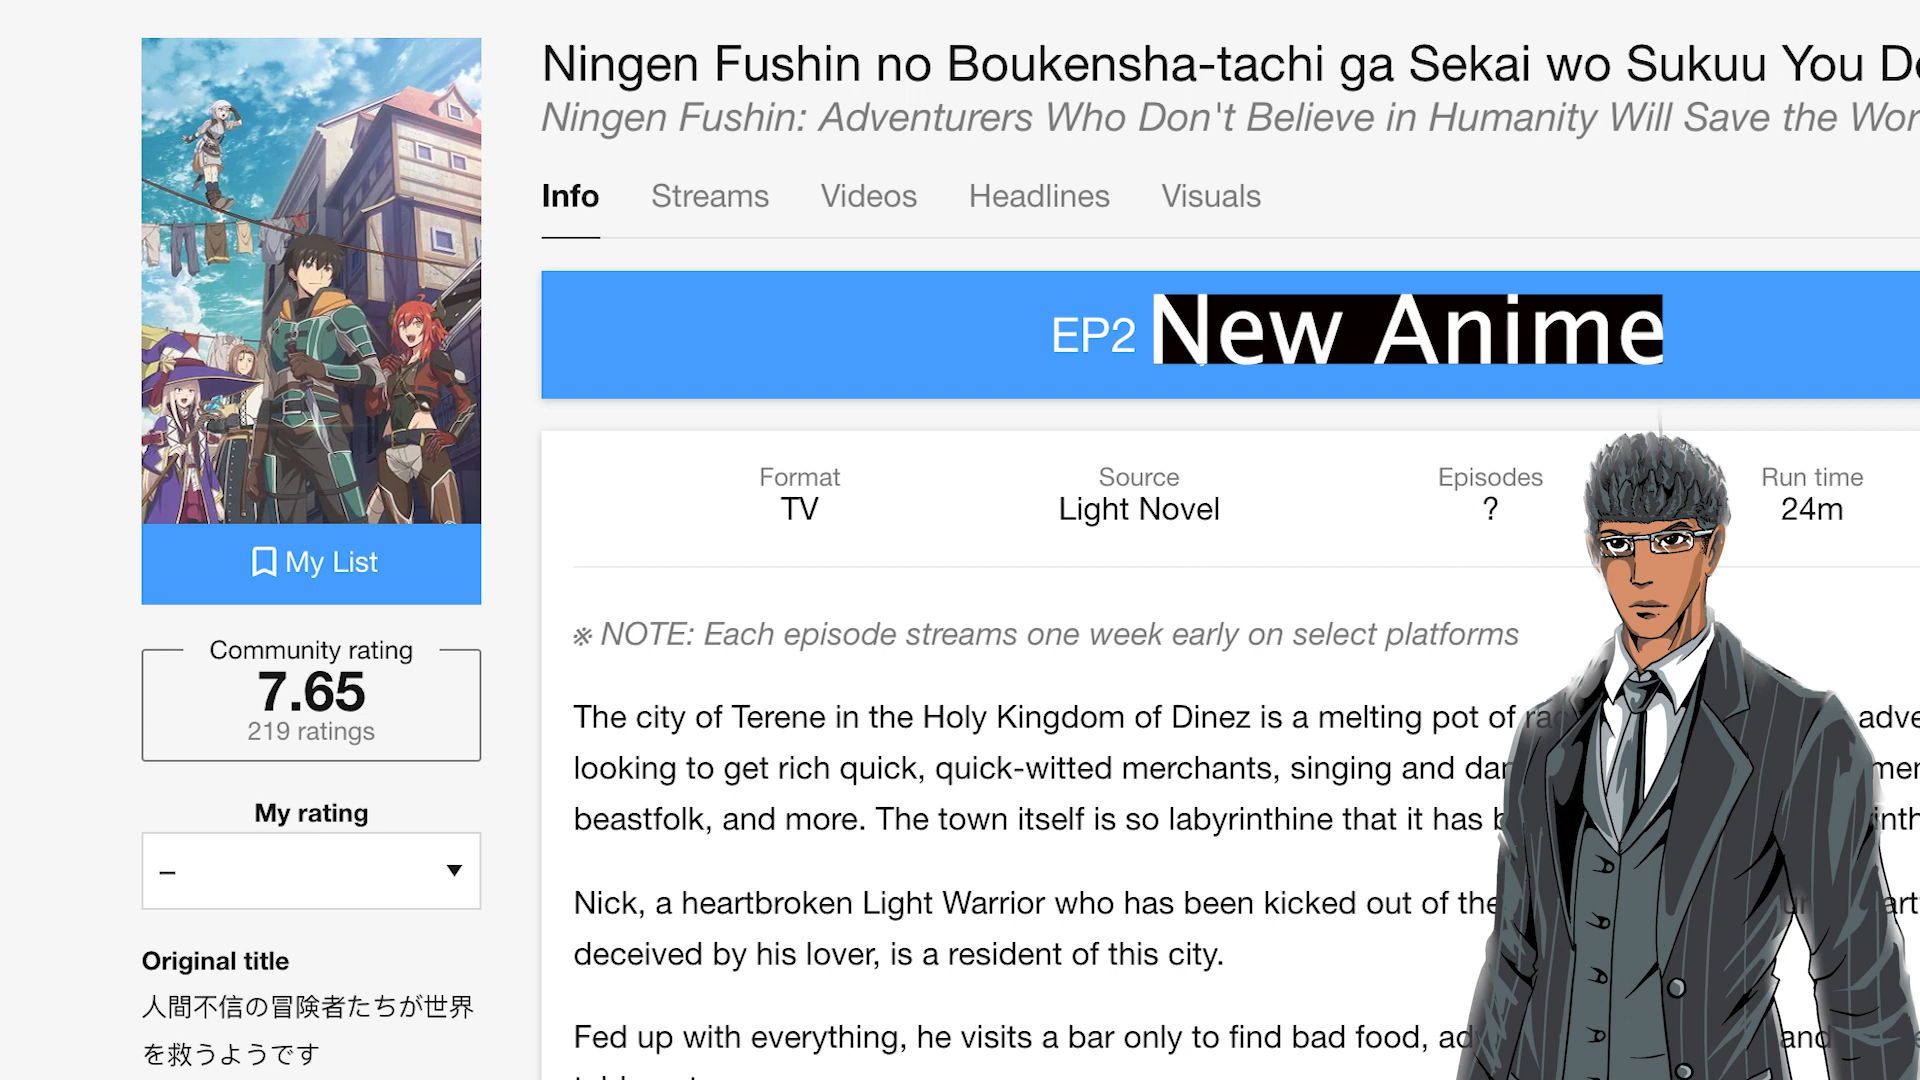 Ningen Fushin no Boukensha-tachi ga Sekai wo Sukuu You
Ningen Fushin: Adventurers Who Don't Believe in Humanity Will Save the
Info Streams Videos Headlines Visuals
EP2 New Anime
Format Source Episodes Run time
TV Light Novel ? 24m
※ NOTE: Each episode streams one week early on select platforms
The city of Terene in the Holy Kingdom of Dinez is a melting pot of
looking to get rich quick, quick-witted merchants, singing and
beastfolk, and more. The town itself is so labyrinthine that it has
Nick, a heartbroken Light Warrior who has been kicked out of the
deceived by his lover, is a resident of this city.
Fed up with everything, he visits a bar only to find bad food, and
My List
Community rating
7.65
219 ratings
My rating
–
Original title
人間不信の冒険者たちが世界
を救うようです